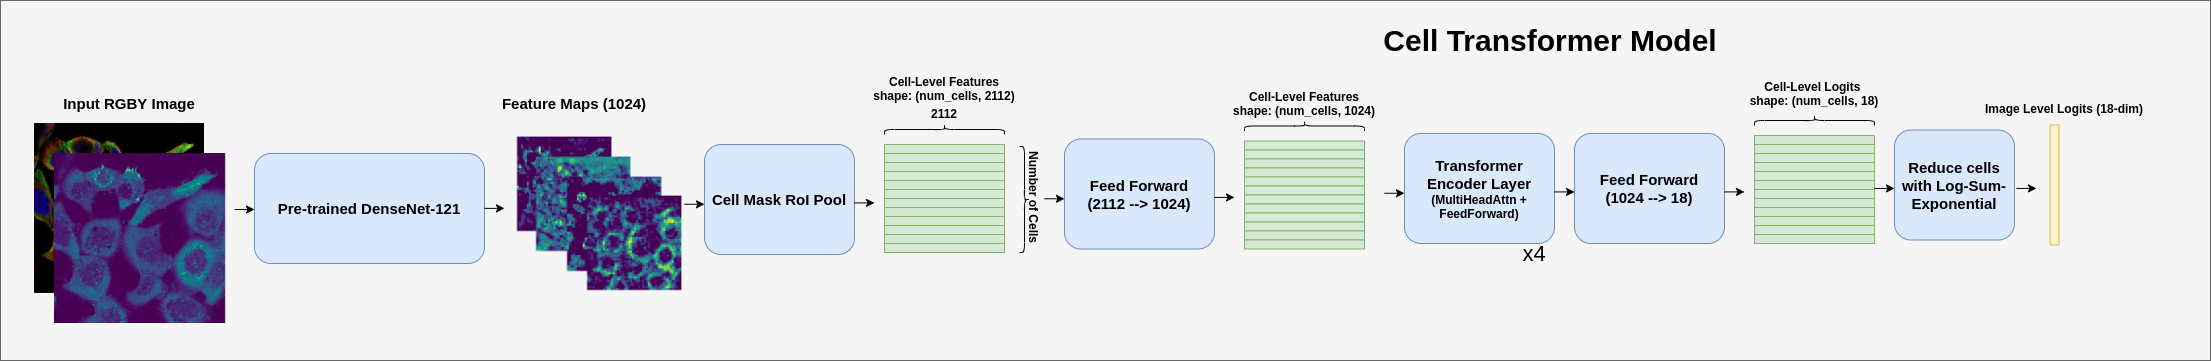 Cell Transformer Model
Input RGBY Image
Pre-trained DenseNet-121
Feature Maps (1024)
Cell Mask RoI Pool
Cell-Level Features
shape: (num_cells, 2112)
2112
Number of Cells
Feed Forward
(2112 --> 1024)
Cell-Level Features
shape: (num_cells, 1024)
Transformer
Encoder Layer
(MultiHeadAttn +
FeedForward)
x4
Feed Forward
(1024 --> 18)
Cell-Level Logits
shape: (num_cells, 18)
Reduce cells
with Log-Sum-
Exponential
Image Level Logits (18-dim)